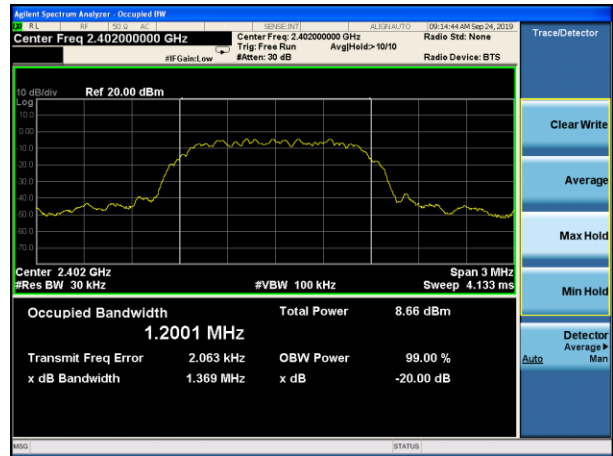 Agilent Spectrum Analyzer - Occupied BW
RL RF 50 Ω AC SENSE:INT ALIGNAUTO 09:14:44 AM Sep 24, 2019
Center Freq 2.402000000 GHz Center Freq: 2.402000000 GHz Radio Std: None Trace/Detector
Trig: Free Run Avg|Hold:>10/10
#IFGain:Low #Atten: 30 dB Radio Device: BTS
10 dB/div Ref 20.00 dBm
Log
10.0
0.00
-10.0
-20.0
-30.0
-40.0
-50.0
-60.0
-70.0
Clear Write
Average
Max Hold
Min Hold
Center 2.402 GHz Span 3 MHz
#Res BW 30 kHz #VBW 100 kHz Sweep 4.133 ms
Occupied Bandwidth Total Power 8.66 dBm
1.2001 MHz
Transmit Freq Error 2.063 kHz OBW Power 99.00 %
x dB Bandwidth 1.369 MHz x dB -20.00 dB
Detector
Average▶
Auto Man
MSG STATUS